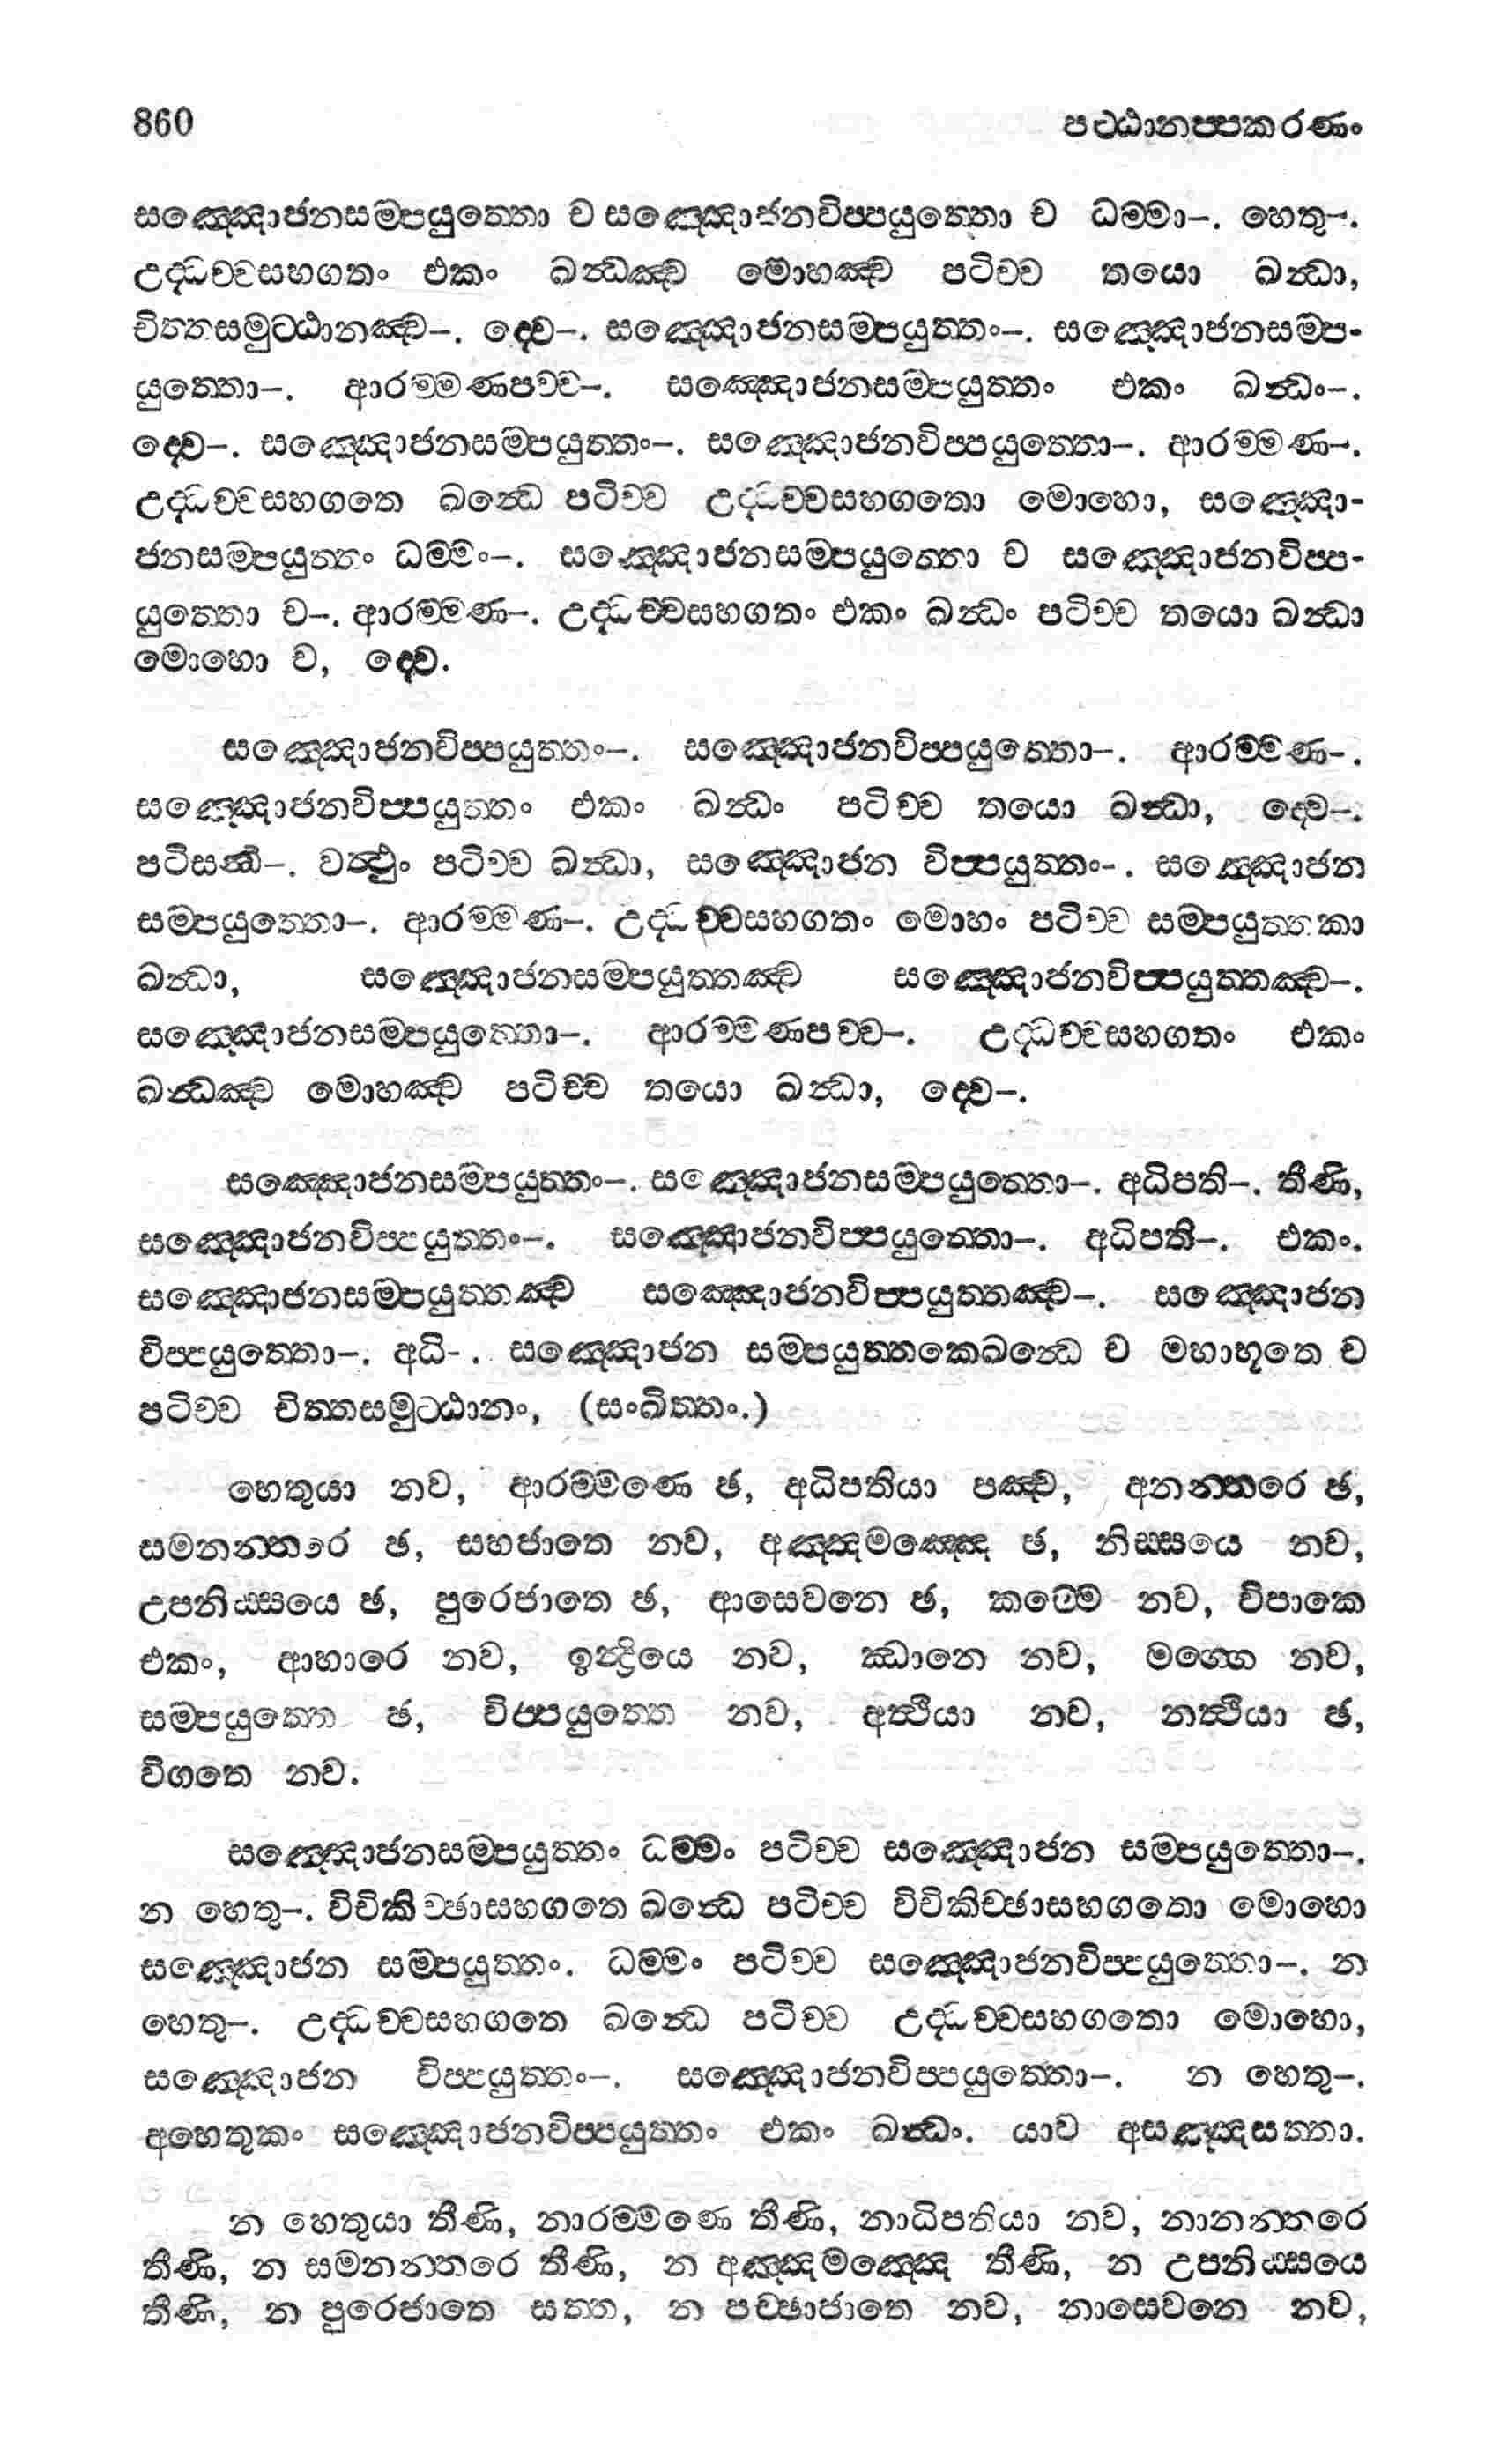 860 පට්ඨානප්පකරණං
සඤ්ඤොජනසම්පයුත්තො ච සඤ්ඤොජනවිප්පයුත්තො ච ධම්මා–. හෙතු–.
උද්ධච්චසහගතං එකං ඛන්ධඤ්ච මොහඤ්ච පටිච්ච තයො ඛන්ධා,
චිත්තසමුට්ඨානඤ්ච–. ද්වෙ–. සඤ්ඤොජනසම්පයුත්තං–. සඤ්ඤොජනසම්ප-
යුත්තො–. ආරම්මණපච්ච–. සඤ්ඤොජනසම්පයුත්තං එකං ඛන්ධං–.
ද්වෙ–. සඤ්ඤොජනසම්පයුත්තං–. සඤ්ඤොජනවිප්පයුත්තො–. ආරම්මණ–.
උද්ධච්චසහගතෙ ඛන්ධෙ පටිච්ච උද්ධච්චසහගතො මොහො, සඤ්ඤො-
ජනසම්පයුත්තං ධම්මං–. සඤ්ඤොජනසම්පයුත්තො ච සඤ්ඤොජනවිප්ප-
යුත්තො ච–. ආරම්මණ–. උද්ධච්චසහගතං එකං ඛන්ධං පටිච්ච තයො ඛන්ධා
මොහො ච, ද්වෙ.
සඤ්ඤොජනවිප්පයුත්තං–. සඤ්ඤොජනවිප්පයුත්තො–. ආරම්මණ–.
සඤ්ඤොජනවිප්පයුත්තං එකං ඛන්ධං පටිච්ච තයො ඛන්ධා, ද්වෙ–.
පටිසන්ධි–. වත්ථුං පටිච්ච ඛන්ධා, සඤ්ඤොජන විප්පයුත්තං-. සඤ්ඤොජන
සම්පයුත්තො–. ආරම්මණ–. උද්ධච්චසහගතං මොහං පටිච්ච සම්පයුත්තකා
ඛන්ධා, සඤ්ඤොජනසම්පයුත්තඤ්ච සඤ්ඤොජනවිප්පයුත්තඤ්ච–.
සඤ්ඤොජනසම්පයුත්තො–. ආරම්මණපච්ච–. උද්ධච්චසහගතං එකං
ඛන්ධඤ්ච මොහඤ්ච පටිච්ච තයො ඛන්ධා, ද්වෙ–.
සඤ්ඤොජනසම්පයුත්තං–. සඤ්ඤොජනසම්පයුත්තො–. අධිපති–. තීණි,
සඤ්ඤොජනවිප්පයුත්තං–. සඤ්ඤොජනවිප්පයුත්තො–. අධිපති–. එකං.
සඤ්ඤොජනසම්පයුත්තඤ්ච සඤ්ඤොජනවිප්පයුත්තඤ්ච–. සඤ්ඤොජන
විප්පයුත්තො–. අධි-. සඤ්ඤොජන සම්පයුත්තකෙඛන්ධෙ ච මහාභූතෙ ච
පටිච්ච චිත්තසමුට්ඨානං, (සංඛිත්තං.)
හෙතුයා නව, ආරම්මණෙ ඡ, අධිපතියා පඤ්ච, අනන්තරෙ ඡ,
සමනන්තරෙ ඡ, සහජාතෙ නව, අඤ්ඤමඤ්ඤෙ ඡ, නිස්සයෙ නව,
උපනිස්සයෙ ඡ, පුරෙජාතෙ ඡ, ආසෙවනෙ ඡ, කම්මෙ නව, විපාකෙ
එකං, ආහාරෙ නව, ඉන්ද්‍රියෙ නව, ඣානෙ නව, මග්ගෙ නව,
සම්පයුත්තෙ ඡ, විප්පයුත්තෙ නව, අත්ථියා නව, නත්ථියා ඡ,
විගතෙ නව.
සඤ්ඤොජනසම්පයුත්තං ධම්මං පටිච්ච සඤ්ඤොජන සම්පයුත්තො–.
න හෙතු–. විචිකිච්ඡාසහගතෙ ඛන්ධෙ පටිච්ච විචිකිච්ඡාසහගතො මොහො
සඤ්ඤොජන සම්පයුත්තං. ධම්මං පටිච්ච සඤ්ඤොජනවිප්පයුත්තො–. න
හෙතු–. උද්ධච්චසහගතෙ ඛන්ධෙ පටිච්ච උද්ධච්චසහගතො මොහො,
සඤ්ඤොජන විප්පයුත්තං–. සඤ්ඤොජනවිප්පයුත්තො–. න හෙතු–.
අහෙතුකං සඤ්ඤොජනවිප්පයුත්තං එකං ඛන්ධං. යාව අසඤ්ඤසත්තා.
න හෙතුයා තීණි, නාරම්මණෙ තීණි, නාධිපතියා නව, නානන්තරෙ
තීණි, න සමනන්තරෙ තීණි, න අඤ්ඤමඤ්ඤෙ තීණි, න උපනිස්සයෙ
තීණි, න පුරෙජාතෙ සත්ත, න පච්ඡාජාතෙ නව, නාසෙවනෙ නව,